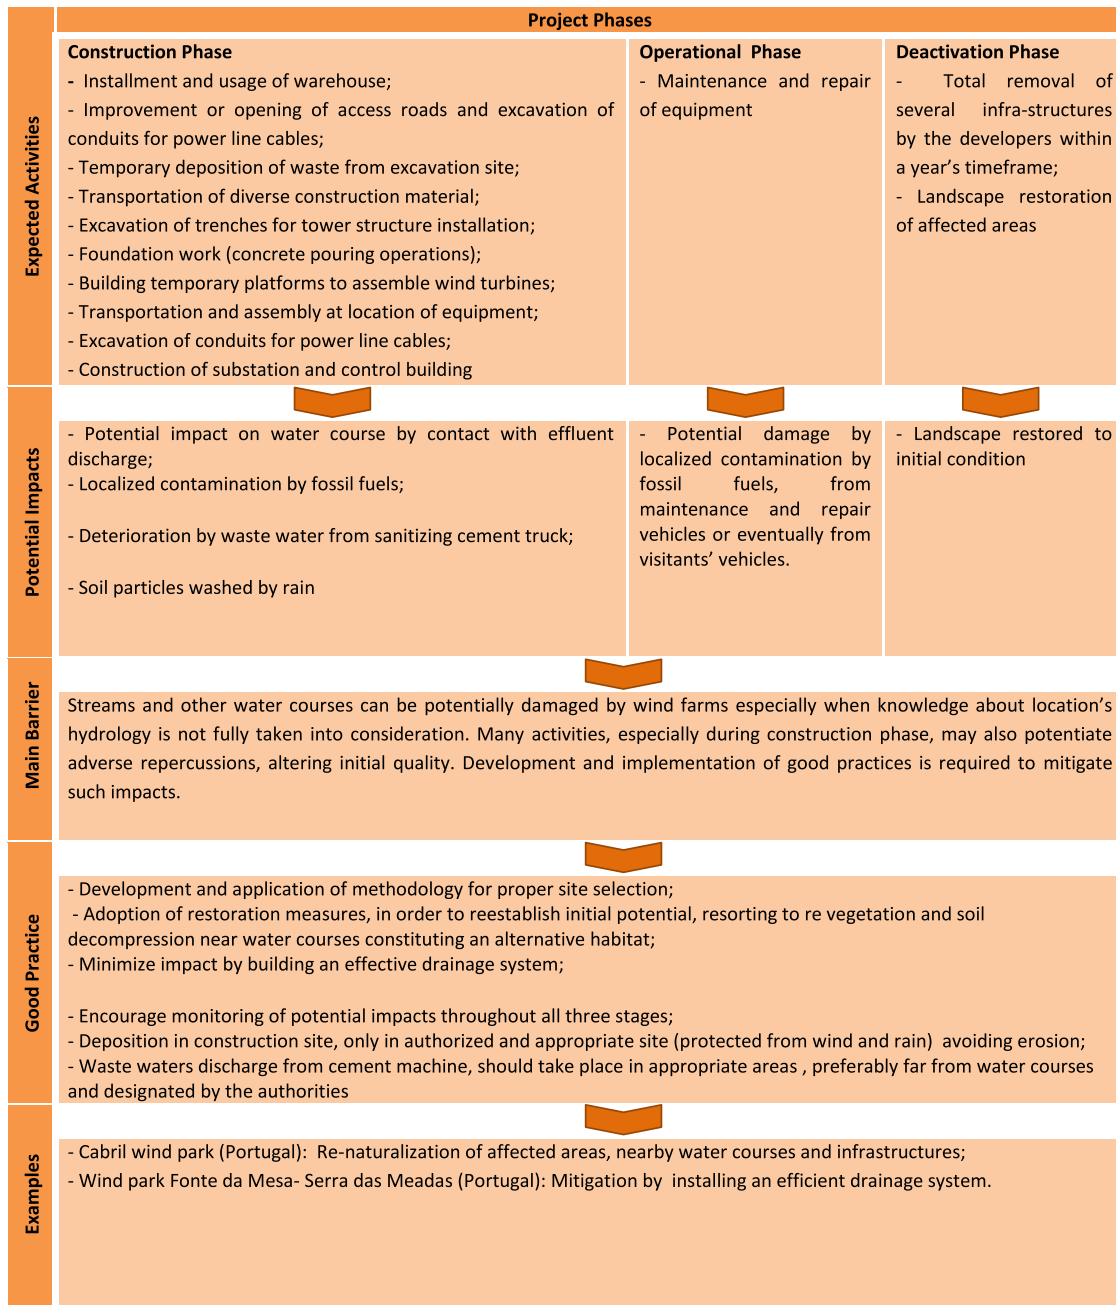 Project Phases
Expected Activities
Construction Phase
- Installment and usage of warehouse;
- Improvement or opening of access roads and excavation of
conduits for power line cables;
- Temporary deposition of waste from excavation site;
- Transportation of diverse construction material;
- Excavation of trenches for tower structure installation;
- Foundation work (concrete pouring operations);
- Building temporary platforms to assemble wind turbines;
- Transportation and assembly at location of equipment;
- Excavation of conduits for power line cables;
- Construction of substation and control building
Operational Phase
- Maintenance and repair
of equipment
Deactivation Phase
- Total removal of
several infra-structures
by the developers within
a year’s timeframe;
- Landscape restoration
of affected areas
Potential Impacts
- Potential impact on water course by contact with effluent
discharge;
- Localized contamination by fossil fuels;
- Deterioration by waste water from sanitizing cement truck;
- Soil particles washed by rain
- Potential damage by
localized contamination by
fossil fuels, from
maintenance and repair
vehicles or eventually from
visitants’ vehicles.
- Landscape restored to
initial condition
Main Barrier
Streams and other water courses can be potentially damaged by wind farms especially when knowledge about location’s
hydrology is not fully taken into consideration. Many activities, especially during construction phase, may also potentiate
adverse repercussions, altering initial quality. Development and implementation of good practices is required to mitigate
such impacts.
Good Practice
- Development and application of methodology for proper site selection;
- Adoption of restoration measures, in order to reestablish initial potential, resorting to re vegetation and soil
decompression near water courses constituting an alternative habitat;
- Minimize impact by building an effective drainage system;
- Encourage monitoring of potential impacts throughout all three stages;
- Deposition in construction site, only in authorized and appropriate site (protected from wind and rain) avoiding erosion;
- Waste waters discharge from cement machine, should take place in appropriate areas , preferably far from water courses
and designated by the authorities
Examples
- Cabril wind park (Portugal): Re-naturalization of affected areas, nearby water courses and infrastructures;
- Wind park Fonte da Mesa- Serra das Meadas (Portugal): Mitigation by installing an efficient drainage system.